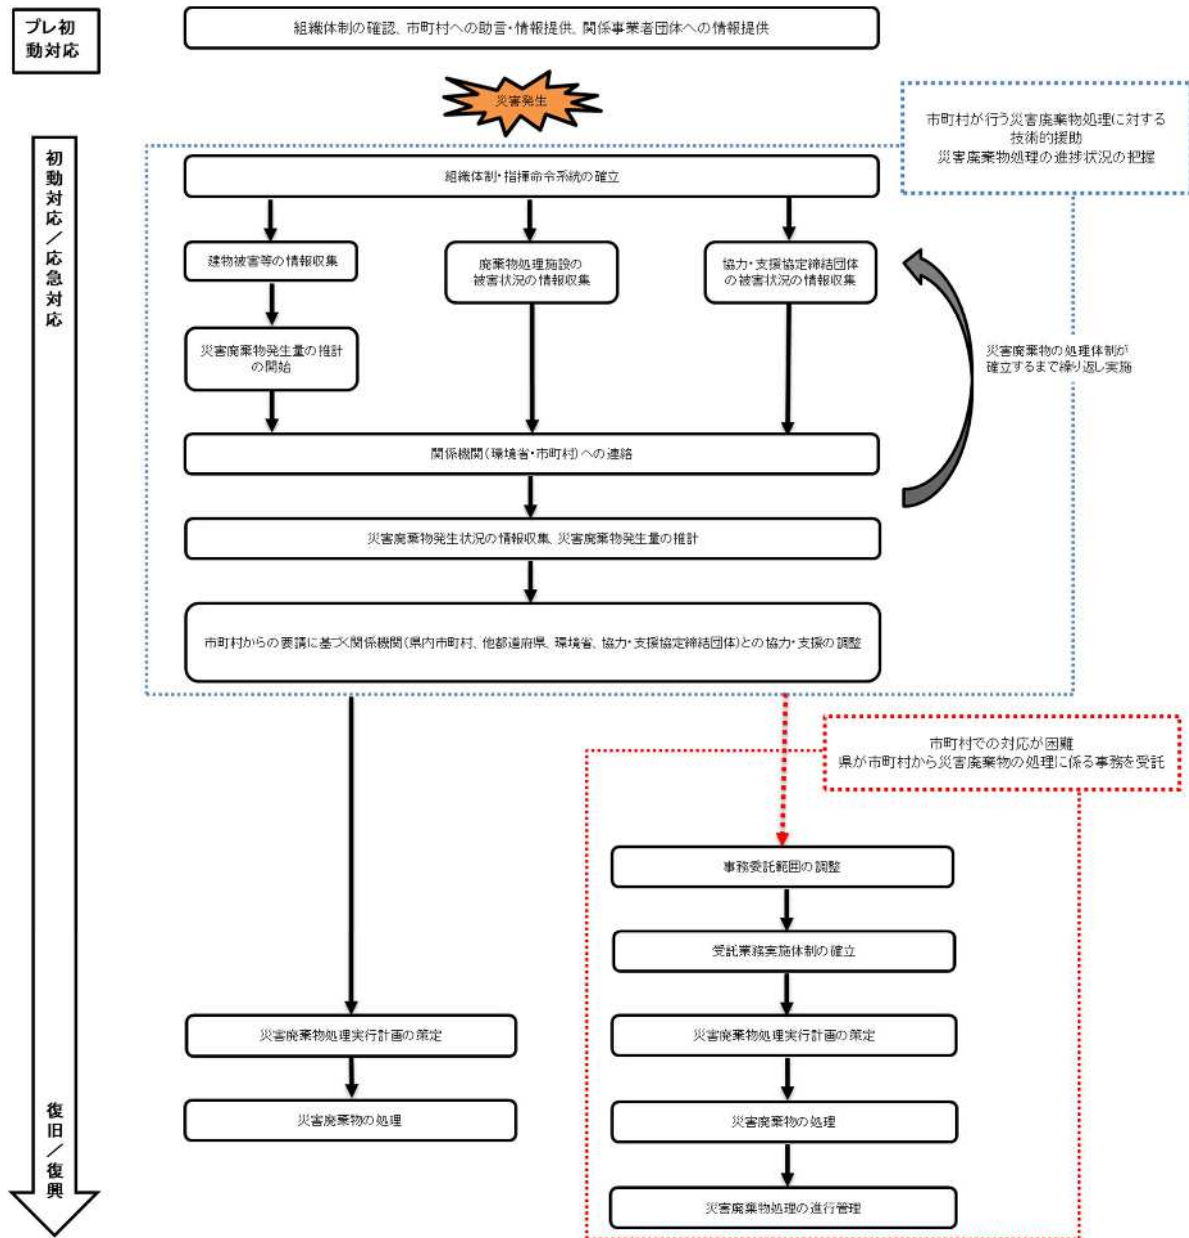 プレ初
動対応
組織体制の確認、市町村への助言・情報提供、関係事業者団体への情報提供
災害発生
市町村が行う災害廃棄物処理に対する
技術的援助
災害廃棄物処理の進捗状況の把握
初動対応／応急対応
組織体制・指揮命令系統の確立
建物被害等の情報収集
廃棄物処理施設の
被害状況の情報収集
協力・支援協定締結団体
の被害状況の情報収集
災害廃棄物発生量の推計
の開始
災害廃棄物の処理体制が
確立するまで繰り返し実施
関係機関(環境省・市町村)への連絡
災害廃棄物発生状況の情報収集、災害廃棄物発生量の推計
市町村からの要請に基づく関係機関(県内市町村、他都道府県、環境省、協力・支援協定締結団体)との協力・支援の調整
市町村での対応が困難
県が市町村から災害廃棄物の処理に係る事務を受託
事務委託範囲の調整
受託業務実施体制の確立
災害廃棄物処理実行計画の策定
災害廃棄物処理実行計画の策定
復旧／復興
災害廃棄物の処理
災害廃棄物の処理
災害廃棄物処理の進行管理